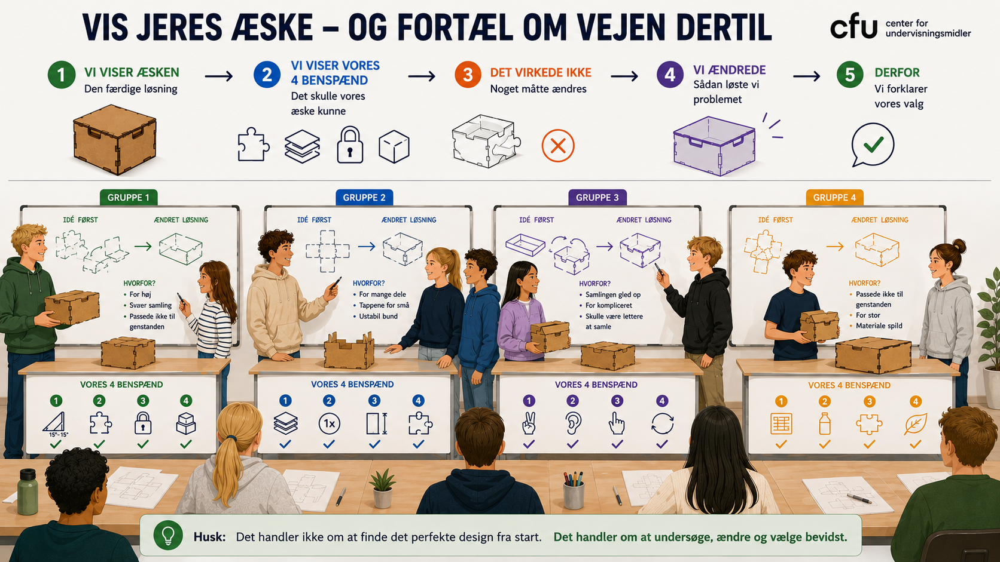 VIS JERES ÆSKE – OG FORTÆL OM VEJEN DERTIL
cfu center for
undervisningsmidler
1 VI VISER ÆSKEN
Den færdige løsning
2 VI VISER VORES
4 BENSPÆND
Det skulle vores
æske kunne
3 DET VIRKEDE IKKE
Noget måtte ændres
4 VI ÆNDREDE
Sådan løste vi
problemet
5 DERFOR
Vi forklarer
vores valg
GRUPPE 1
IDÉ FØRST
ÆNDRET LØSNING
HVORFOR?
• For høj
• Svær samling
• Passede ikke til
genstanden
VORES 4 BENSPÆND
1 2 3 4
15°-15°
GRUPPE 2
IDÉ FØRST
ÆNDRET LØSNING
HVORFOR?
• For mange dele
• Tappene for små
• Ustabil bund
VORES 4 BENSPÆND
1 2 3 4
1x
GRUPPE 3
IDÉ FØRST
ÆNDRET LØSNING
HVORFOR?
• Samlingen gled op
• For kompliceret
• Skulle være lettere
at samle
VORES 4 BENSPÆND
1 2 3 4
GRUPPE 4
IDÉ FØRST
ÆNDRET LØSNING
HVORFOR?
• Passede ikke til
genstanden
• For stor
• Materiale spild
VORES 4 BENSPÆND
1 2 3 4
Husk: Det handler ikke om at finde det perfekte design fra start. Det handler om at undersøge, ændre og vælge bevidst.